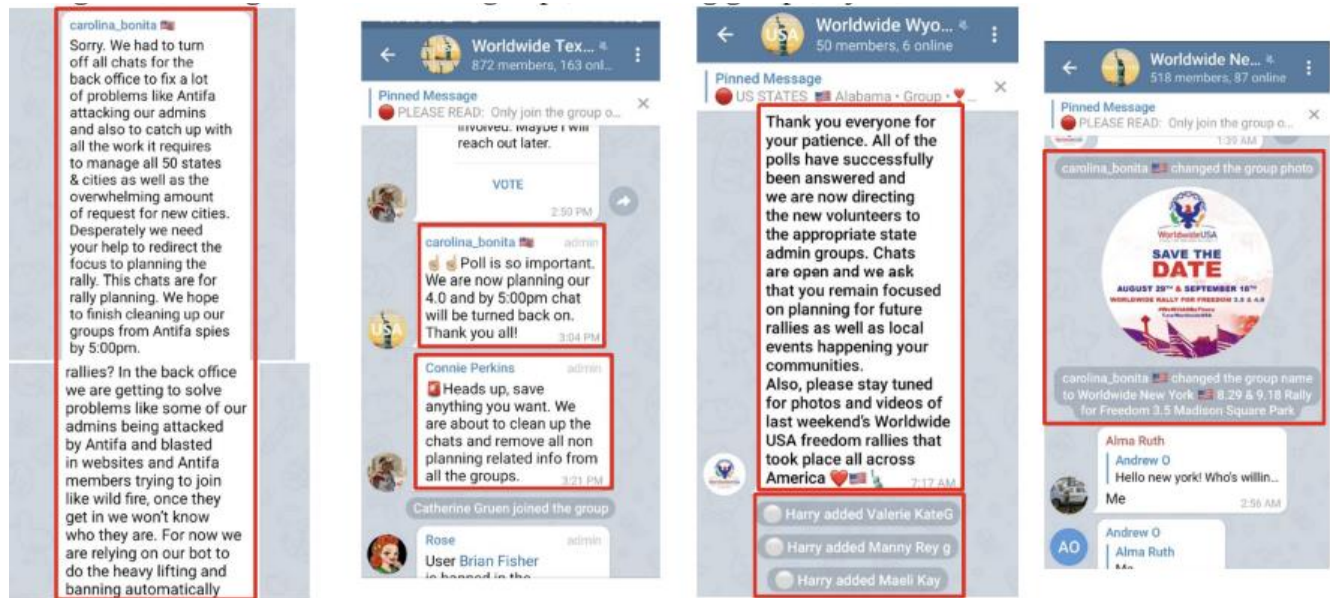 carolina_bonita 🇺🇸
Sorry. We had to turn
off all chats for the
back office to fix a lot
of problems like Antifa
attacking our admins
and also to catch up with
all the work it requires
to manage all 50 states
& cities as well as the
overwhelming amount
of request for new cities.
Desperately we need
your help to redirect the
focus to planning the
rally. This chats are for
rally planning. We hope
to finish cleaning up our
groups from Antifa spies
by 5:00pm.
rallies? In the back office
we are getting to solve
problems like some of our
admins being attacked
by Antifa and blasted
in websites and Antifa
members trying to join
like wild fire, once they
get in we won't know
who they are. For now we
are relying on our bot to
do the heavy lifting and
banning automatically
Worldwide Tex...
872 members, 163 onl...
Pinned Message
🔴 PLEASE READ: Only join the group o...
involved. Maybe I will
reach out later.
VOTE
2:59 PM
carolina_bonita 🇺🇸 admin
☝🏼☝🏼Poll is so important.
We are now planning our
4.0 and by 5:00pm chat
will be turned back on.
Thank you all!
3:04 PM
Connie Perkins admin
🚨Heads up, save
anything you want. We
are about to clean up the
chats and remove all non
planning related info from
all the groups.
3:21 PM
Catherine Gruen joined the group
Rose admin
User Brian Fisher
is banned in the
USA
Worldwide Wyo...
50 members, 6 online
Pinned Message
🔴 US STATES 🇺🇸 Alabama • Group • ❣...
Thank you everyone for
your patience. All of the
polls have successfully
been answered and
we are now directing
the new volunteers to
the appropriate state
admin groups. Chats
are open and we ask
that you remain focused
on planning for future
rallies as well as local
events happening your
communities.
Also, please stay tuned
for photos and videos of
last weekend's Worldwide
USA freedom rallies that
took place all across
America ❤️🇺🇸🗽
7:17 AM
Harry added Valerie KateG
Harry added Manny Rey g
Harry added Maeli Kay
Worldwide Ne...
518 members, 87 online
Pinned Message
🔴 PLEASE READ: Only join the group o...
1:39 AM
carolina_bonita 🇺🇸 changed the group photo
WorldwideUSA
SAVE THE
DATE
AUGUST 29TH & SEPTEMBER 18TH
WORLDWIDE RALLY FOR FREEDOM 3.5 & 4.0
carolina_bonita 🇺🇸 changed the group name
to Worldwide New York 🇺🇸 8.29 & 9.18 Rally
for Freedom 3.5 Madison Square Park
Alma Ruth
Andrew O
Hello new york! Who's willin...
Me
2:56 AM
AO
Andrew O
Alma Ruth
Me